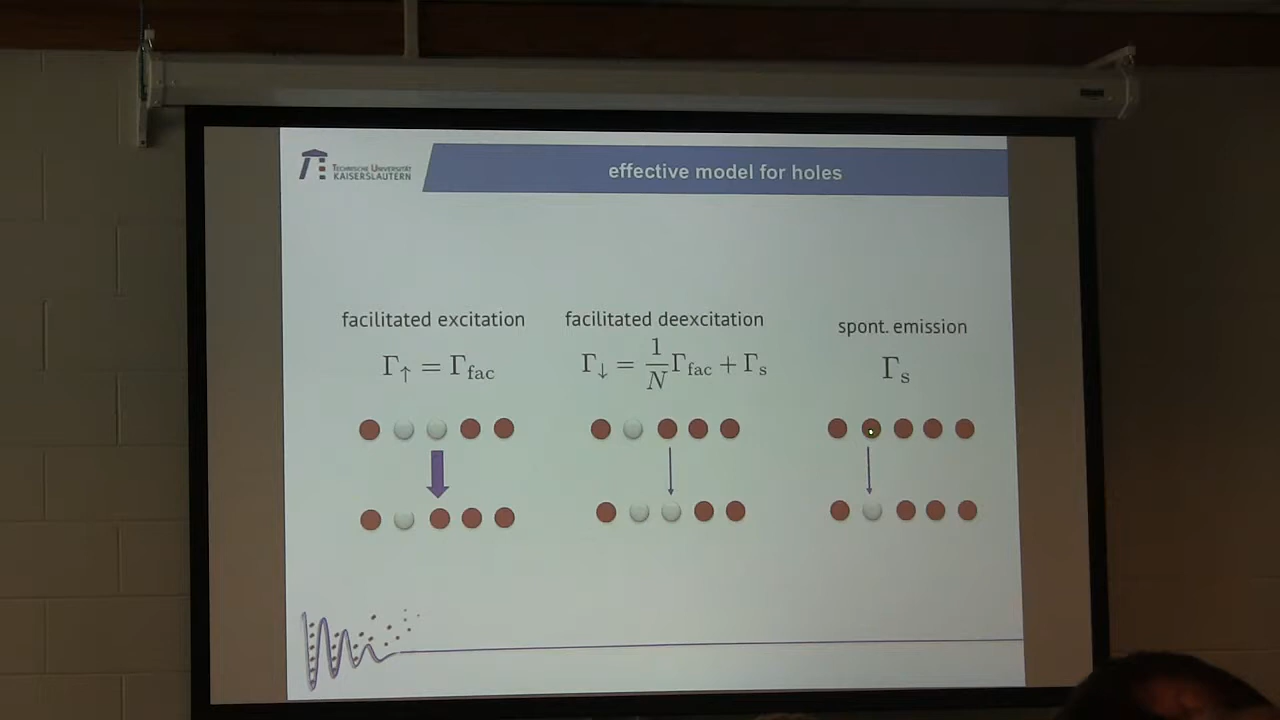 TECHNISCHE UNIVERSITÄT
KAISERSLAUTERN
effective model for holes
facilitated excitation
Γ↑ = Γfac
facilitated deexcitation
Γ↓ = 1/N Γfac + Γs
spont. emission
Γs